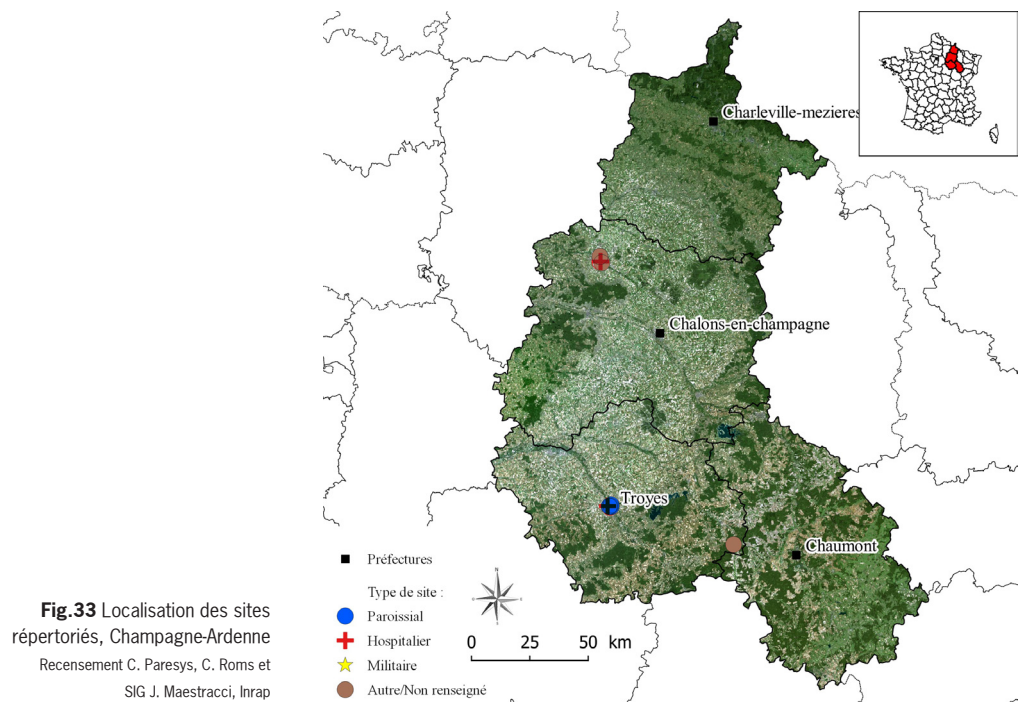 Charleville-mezieres
Chalons-en-champagne
Troyes
Chaumont
Préfectures
Type de site :
Paroissial
Hospitalier
Militaire
Autre/Non renseigné
N
0 25 50 km
Fig.33 Localisation des sites
répertoriés, Champagne-Ardenne
Recensement C. Paresys, C. Roms et
SIG J. Maestracci, Inrap